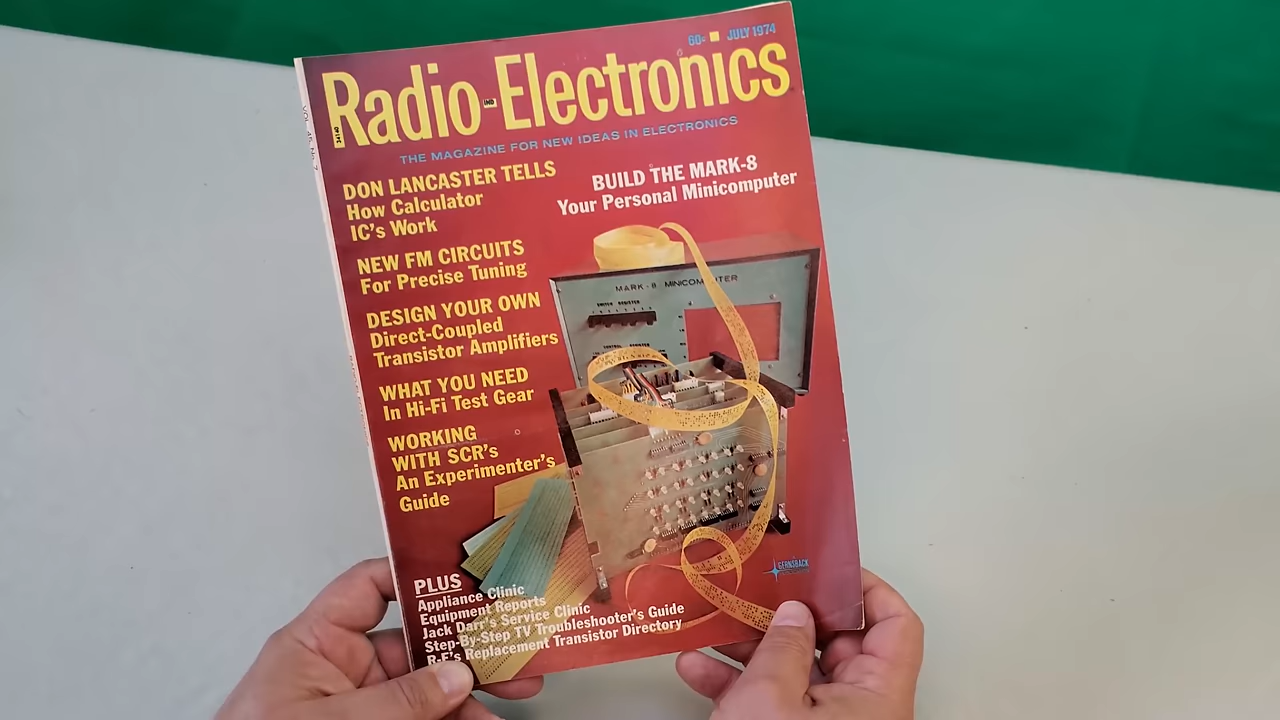 60¢ JULY 1974
Radio-Electronics
THE MAGAZINE FOR NEW IDEAS IN ELECTRONICS
DON LANCASTER TELLS
How Calculator
IC's Work
BUILD THE MARK-8
Your Personal Minicomputer
NEW FM CIRCUITS
For Precise Tuning
DESIGN YOUR OWN
Direct-Coupled
Transistor Amplifiers
WHAT YOU NEED
In Hi-Fi Test Gear
WORKING
WITH SCR's
An Experimenter's
Guide
MARK-8 MINICOMPUTER
SWITCH REGISTER
GERNSBACK
PLUS
Appliance Clinic
Equipment Reports
Jack Darr's Service Clinic
Step-By-Step TV Troubleshooter's Guide
R-E's Replacement Transistor Directory